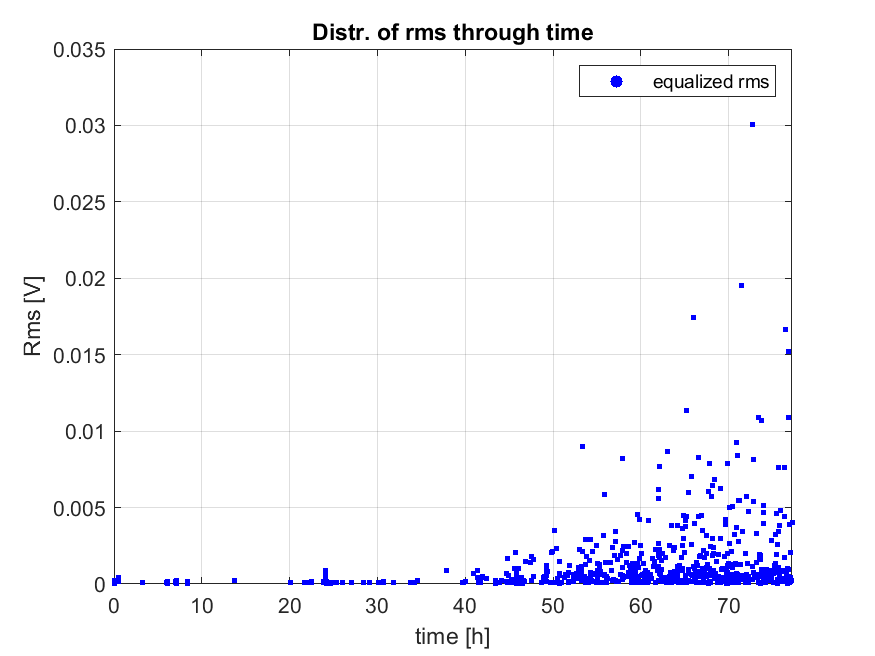 Distr. of rms through time
equalized rms
0.035
0.03
0.025
0.02
0.015
0.01
0.005
0
Rms [V]
0 10 20 30 40 50 60 70
time [h]